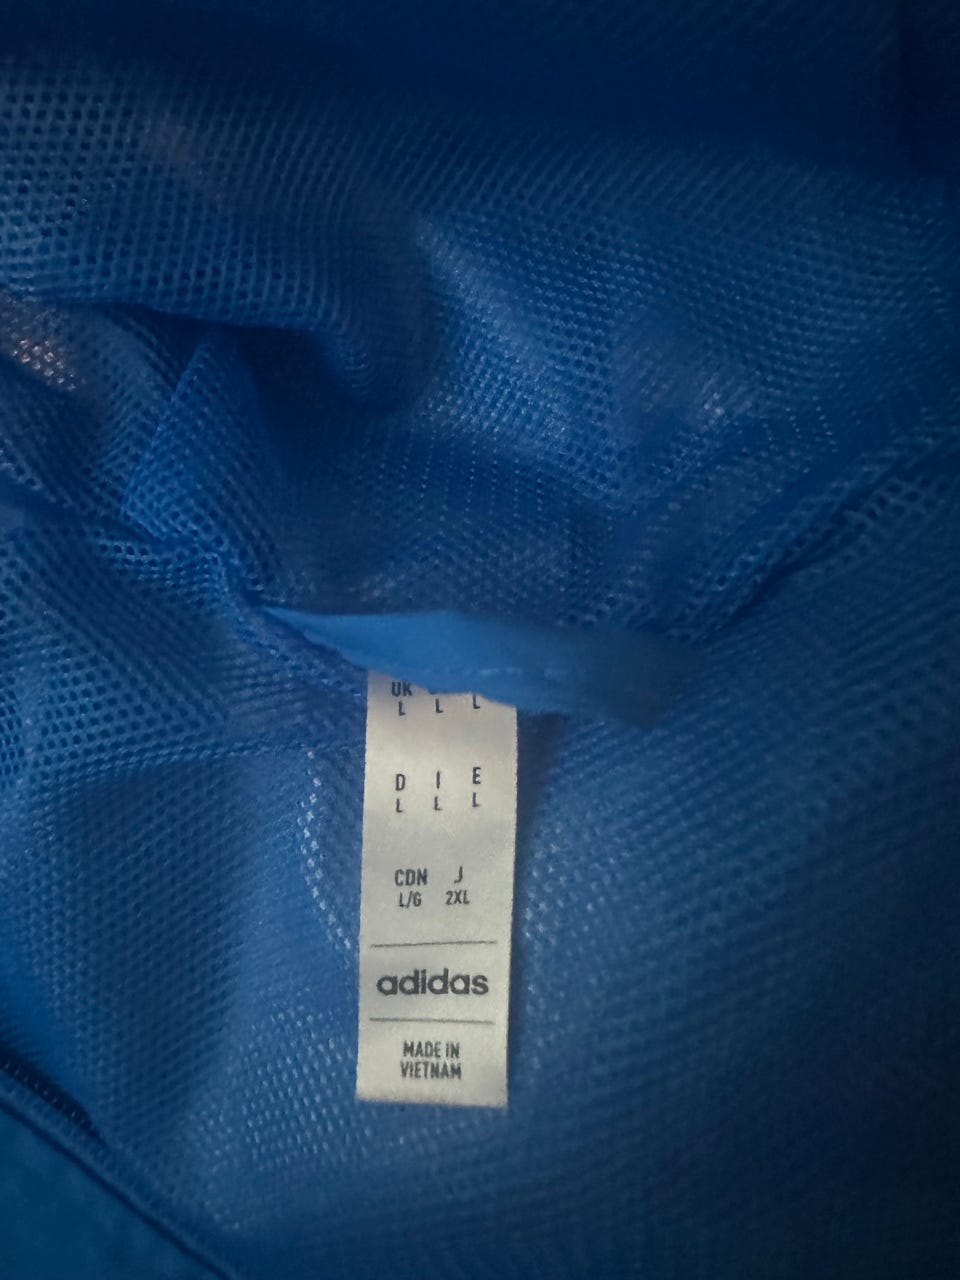 UK L
L L L
D I E
L L L
CDN J
L/G 2XL
adidas
MADE IN
VIETNAM